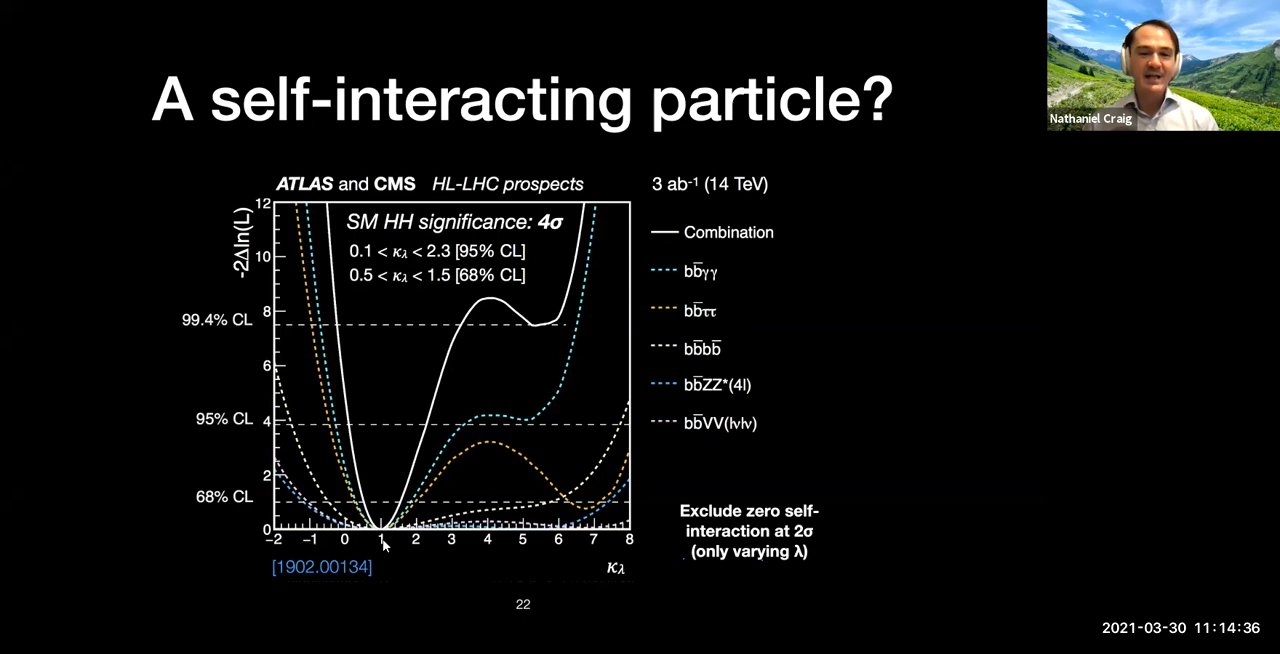 A self-interacting particle?
Nathaniel Craig
ATLAS and CMS HL-LHC prospects 3 ab⁻¹ (14 TeV)
SM HH significance: 4σ
0.1 < κλ < 2.3 [95% CL]
0.5 < κλ < 1.5 [68% CL]
-2Δln(L)
12
10
8
6
4
2
0
99.4% CL
95% CL
68% CL
−2 −1 0 1 2 3 4 5 6 7 8
κλ
Combination
bb̅γγ
bb̅ττ
bb̅bb̅
bb̅ZZ*(4l)
bb̅VV(lνlν)
Exclude zero self-
interaction at 2σ
(only varying λ)
[1902.00134]
22
2021-03-30 11:14:36